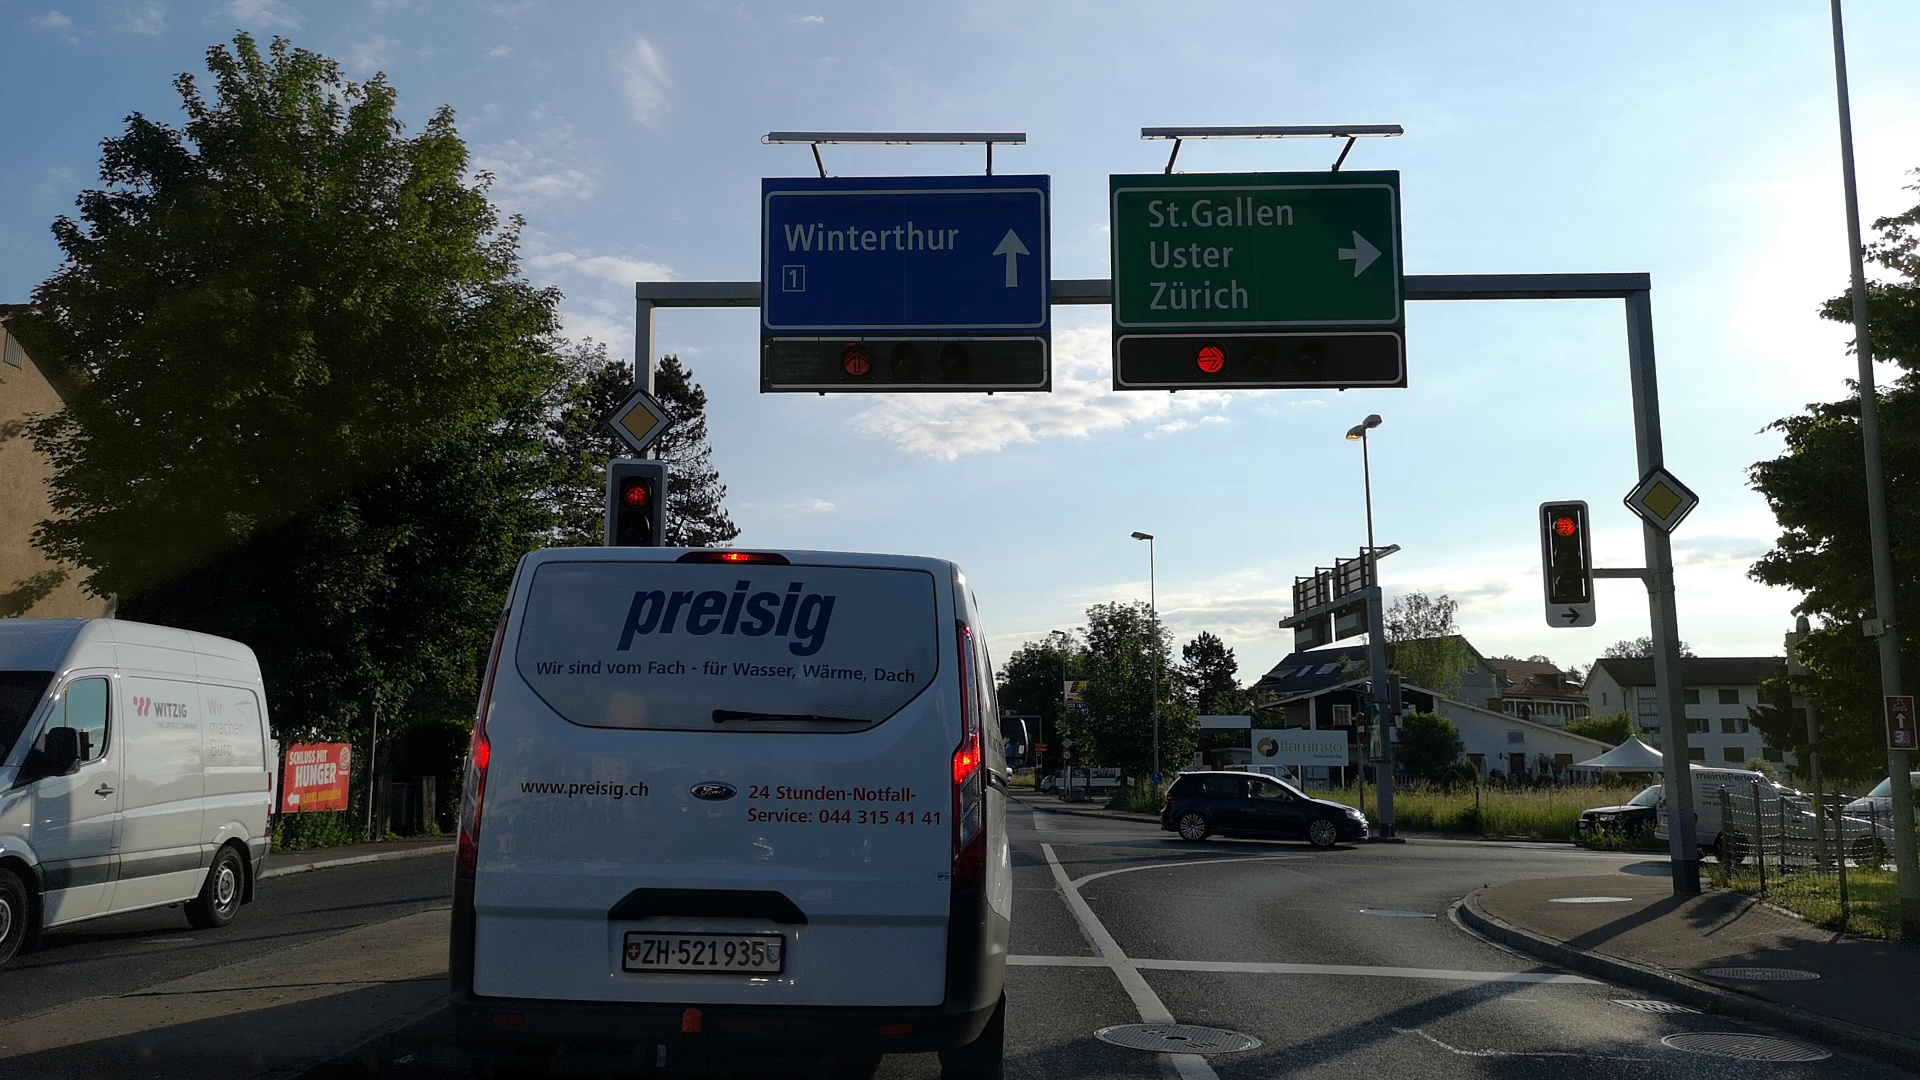 Winterthur
1
St.Gallen
Uster
Zürich
preisig
Wir sind vom Fach - für Wasser, Wärme, Dach
www.preisig.ch
Ford
24 Stunden-Notfall-
Service: 044 315 41 41
ZH·521935
WITZIG
THE OFFICE COMPANY
Wir
machen
Büro.
SCHLUSS MIT
HUNGER
flamingo
meinePerle